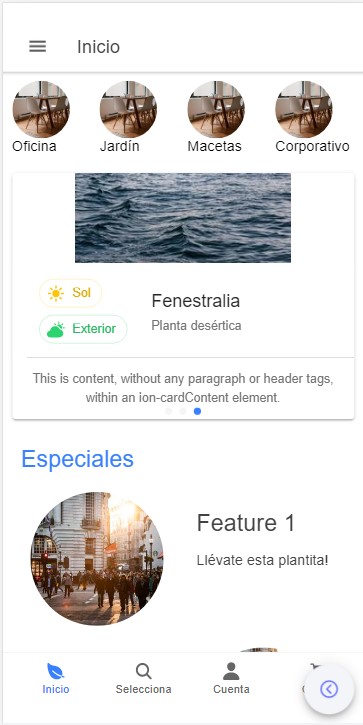 Inicio
Oficina
Jardín
Macetas
Corporativo
Sol
Exterior
Fenestralia
Planta desértica
This is content, without any paragraph or header tags,
within an ion-cardContent element.
Especiales
Feature 1
Llévate esta plantita!
Inicio
Selecciona
Cuenta